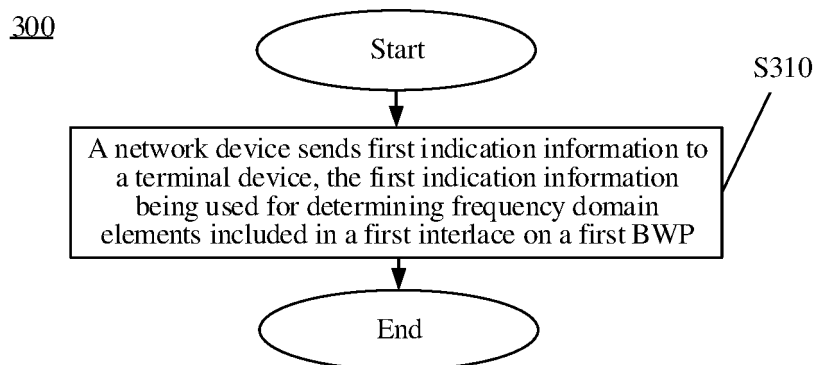 300
Start
S310
A network device sends first indication information to
a terminal device, the first indication information
being used for determining frequency domain
elements included in a first interlace on a first BWP
End